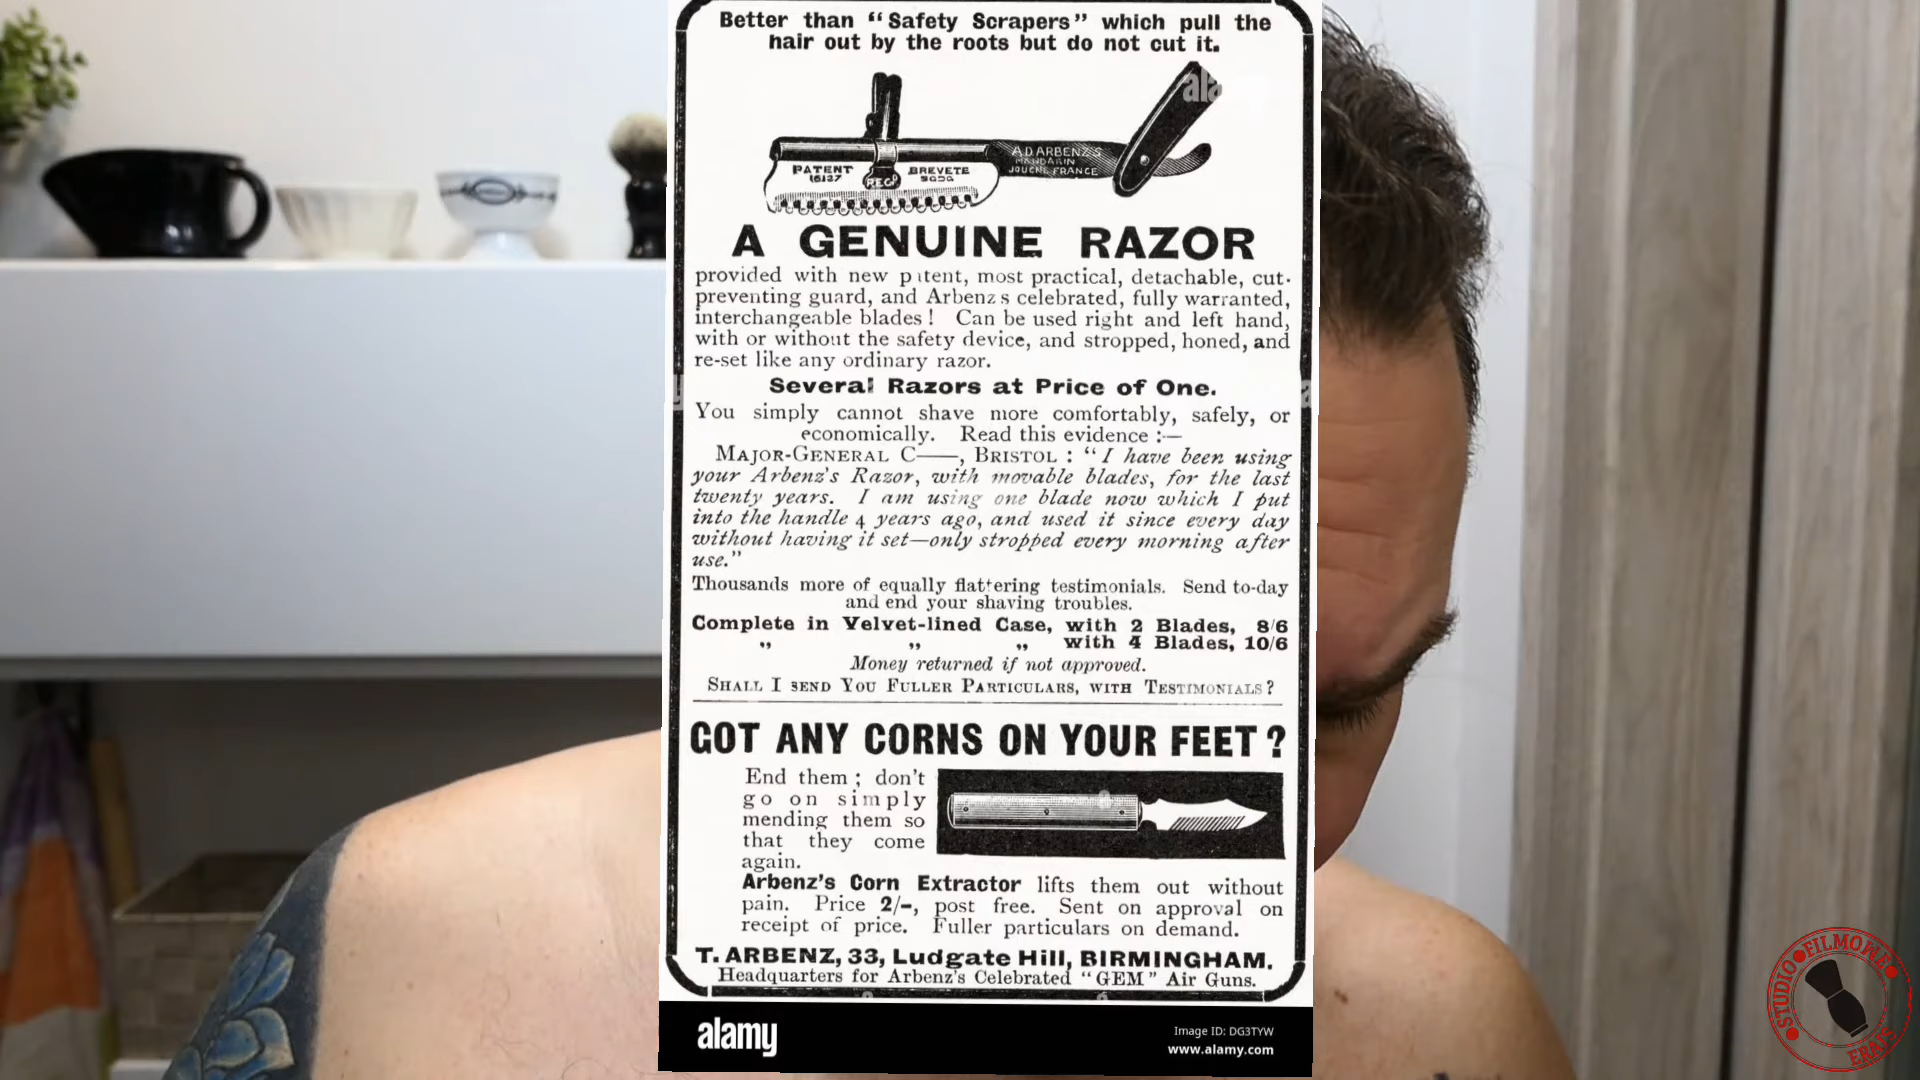 Better than "Safety Scrapers" which pull the
hair out by the roots but do not cut it.
alamy
A.D.ARBENZ'S
MANDARIN
JOUGNE, FRANCE
PATENT
16127
REGD
BREVETE
SGDG
A GENUINE RAZOR
provided with new patent, most practical, detachable, cut-
preventing guard, and Arbenz s celebrated, fully warranted,
interchangeable blades! Can be used right and left hand,
with or without the safety device, and stropped, honed, and
re-set like any ordinary razor.
Several Razors at Price of One.
You simply cannot shave more comfortably, safely, or
economically. Read this evidence :—
MAJOR-GENERAL C——, BRISTOL : "I have been using
your Arbenz's Razor, with movable blades, for the last
twenty years. I am using one blade now which I put
into the handle 4 years ago, and used it since every day
without having it set—only stropped every morning after
use."
Thousands more of equally flattering testimonials. Send to-day
and end your shaving troubles.
Complete in Velvet-lined Case, with 2 Blades, 8/6
„ „ „ with 4 Blades, 10/6
Money returned if not approved.
SHALL I SEND YOU FULLER PARTICULARS, WITH TESTIMONIALS?
GOT ANY CORNS ON YOUR FEET?
End them; don't
go on simply
mending them so
that they come
again.
Arbenz's Corn Extractor lifts them out without
pain. Price 2/-, post free. Sent on approval on
receipt of price. Fuller particulars on demand.
T. ARBENZ, 33, Ludgate Hill, BIRMINGHAM.
Headquarters for Arbenz's Celebrated "GEM" Air Guns.
alamy
Image ID: DG3TYW
www.alamy.com
STUDIO FILMOWE
ERAJS